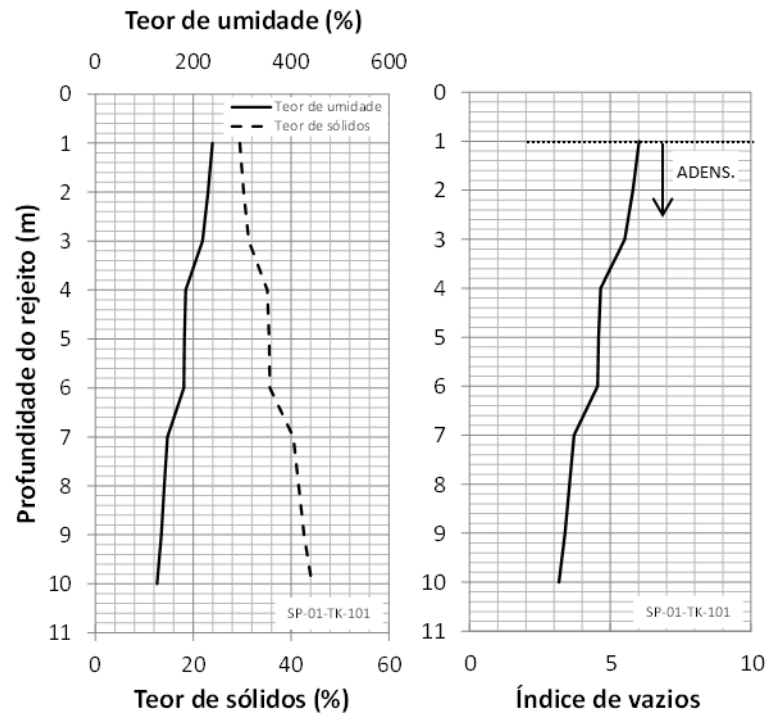 Teor de umidade (%)
0 200 400 600
0
1
2
3
4
5
6
7
8
9
10
11
Profundidade do rejeito (m)
Teor de umidade
Teor de sólidos
SP-01-TK-101
0 20 40 60
Teor de sólidos (%)
0
1
2
3
4
5
6
7
8
9
10
11
ADENS.
SP-01-TK-101
0 5 10
Índice de vazios